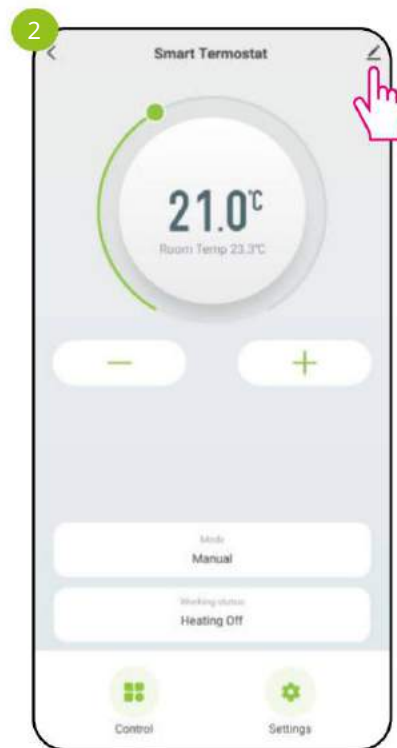 2
Smart Termostat
21.0°C
Room Temp 23.3°C
Mode
Manual
Working status
Heating Off
Control
Settings